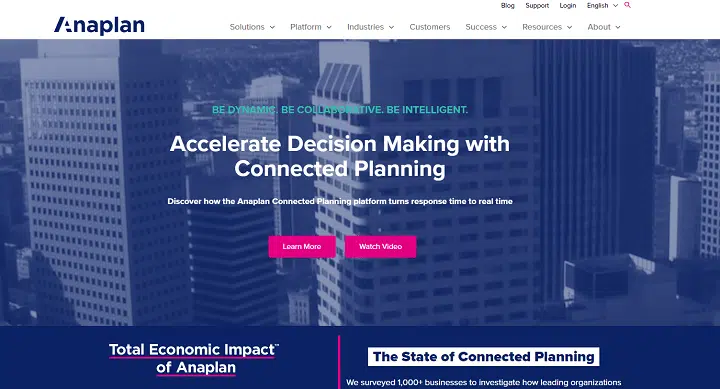 Blog Support Login English
Anaplan
Solutions Platform Industries Customers Success Resources About
BE DYNAMIC. BE COLLABORATIVE. BE INTELLIGENT.
Accelerate Decision Making with
Connected Planning
Discover how the Anaplan Connected Planning platform turns response time to real time
Learn More Watch Video
Total Economic Impact™
of Anaplan
The State of Connected Planning
We surveyed 1,000+ businesses to investigate how leading organizations